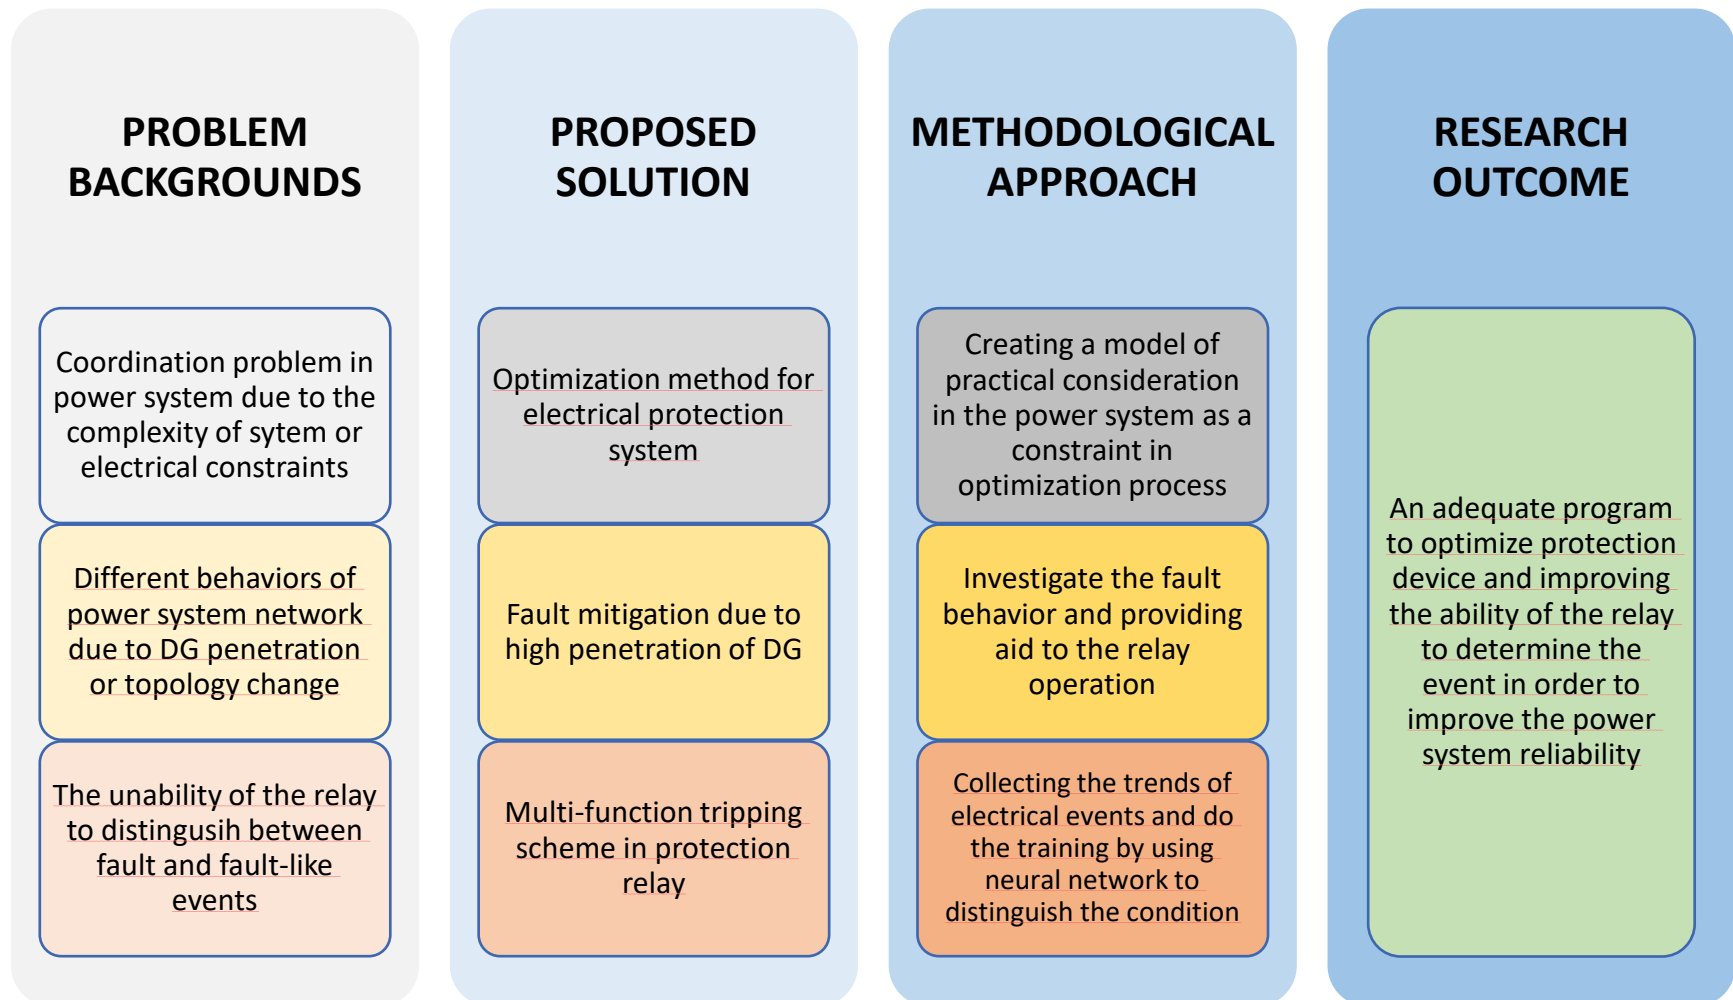 PROBLEM
BACKGROUNDS
Coordination problem in
power system due to the
complexity of sytem or
electrical constraints
Different behaviors of
power system network
due to DG penetration
or topology change
The unability of the relay
to distingusih between
fault and fault-like
events
PROPOSED
SOLUTION
Optimization method for
electrical protection
system
Fault mitigation due to
high penetration of DG
Multi-function tripping
scheme in protection
relay
METHODOLOGICAL
APPROACH
Creating a model of
practical consideration
in the power system as a
constraint in
optimization process
Investigate the fault
behavior and providing
aid to the relay
operation
Collecting the trends of
electrical events and do
the training by using
neural network to
distinguish the condition
RESEARCH
OUTCOME
An adequate program
to optimize protection
device and improving
the ability of the relay
to determine the
event in order to
improve the power
system reliability